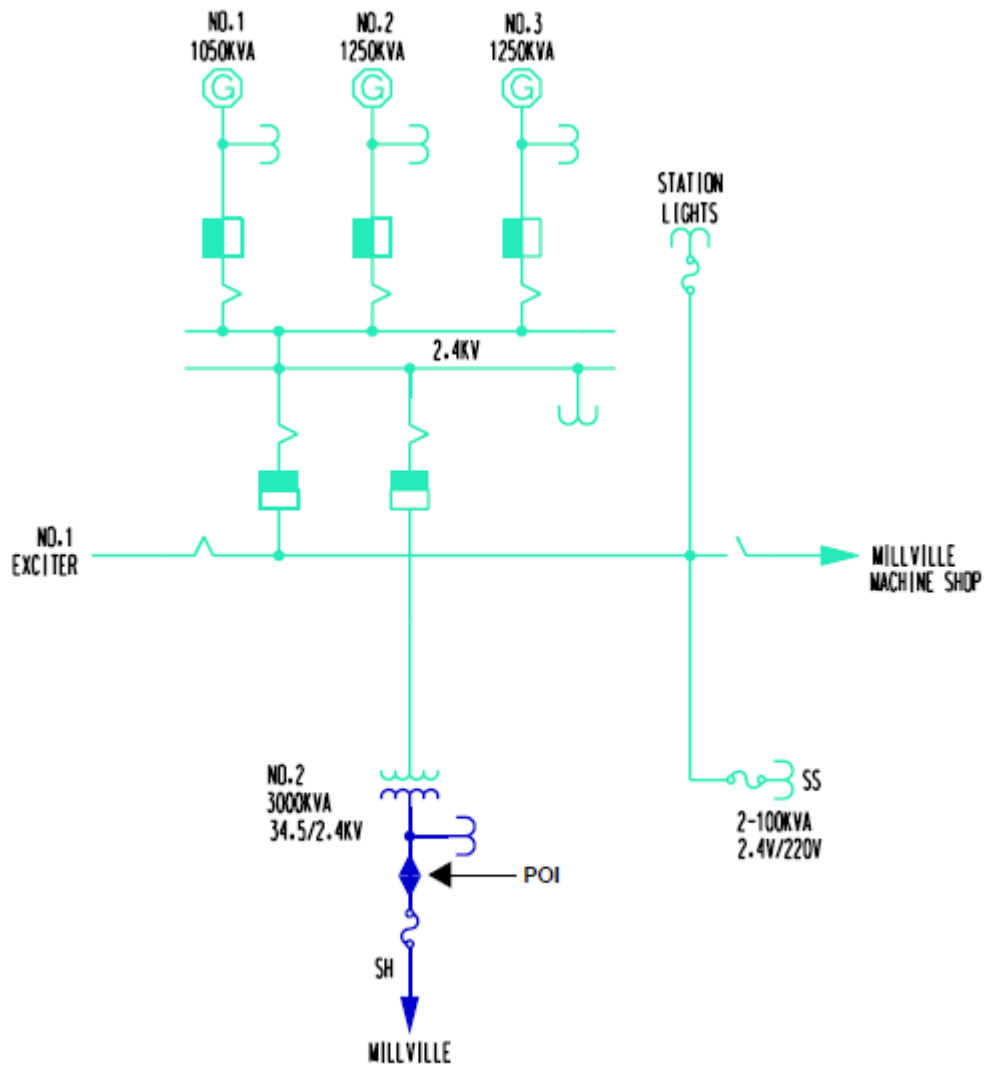 NO.1
1050KVA
NO.2
1250KVA
NO.3
1250KVA
G
G
G
STATION
LIGHTS
2.4KV
NO.1
EXCITER
MILLVILLE
MACHINE SHOP
NO.2
3000KVA
34.5/2.4KV
SS
2-100KVA
2.4V/220V
POI
SH
MILLVILLE